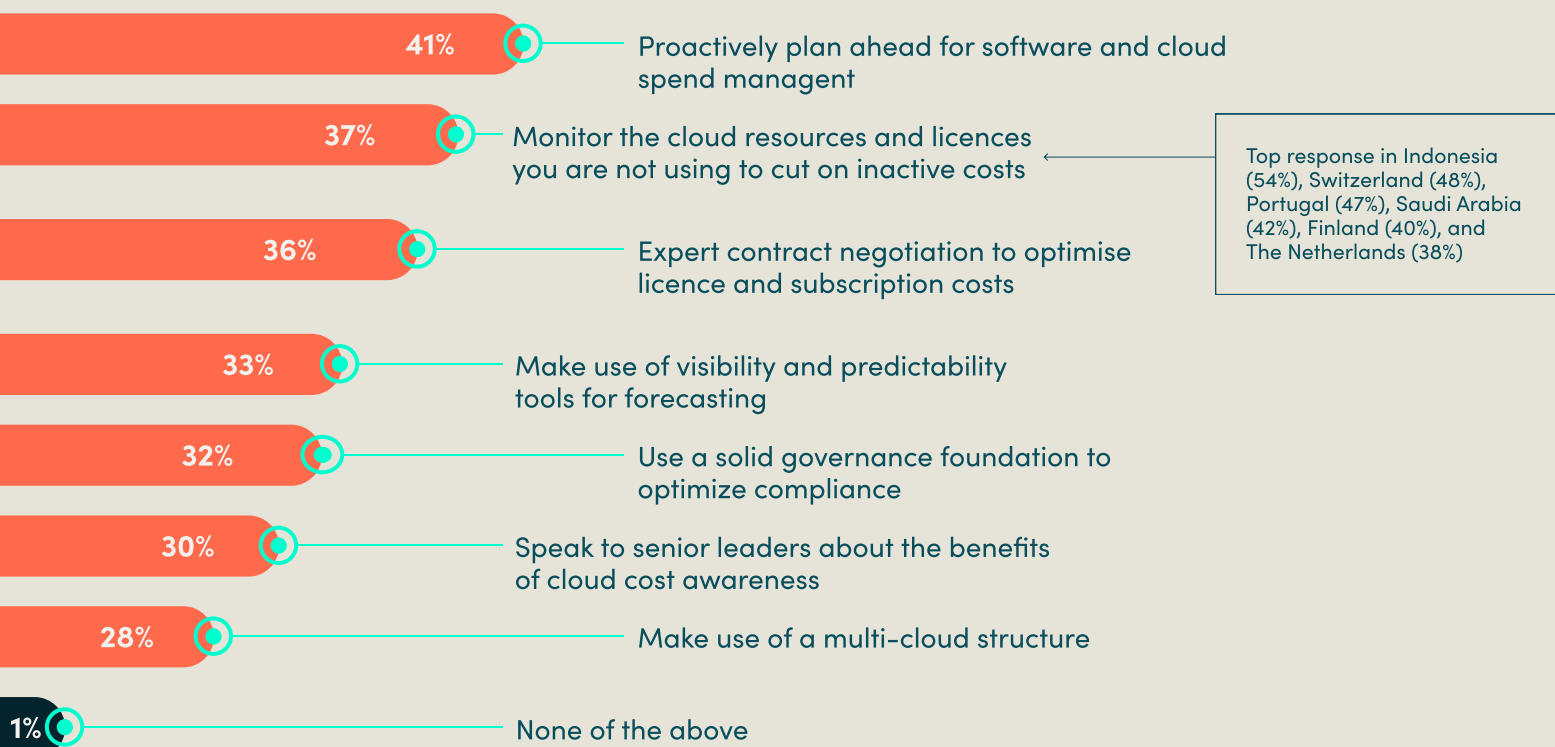 41%
Proactively plan ahead for software and cloud
spend managent
37%
Monitor the cloud resources and licences
you are not using to cut on inactive costs
Top response in Indonesia
(54%), Switzerland (48%),
Portugal (47%), Saudi Arabia
(42%), Finland (40%), and
The Netherlands (38%)
36%
Expert contract negotiation to optimise
licence and subscription costs
33%
Make use of visibility and predictability
tools for forecasting
32%
Use a solid governance foundation to
optimize compliance
30%
Speak to senior leaders about the benefits
of cloud cost awareness
28%
Make use of a multi-cloud structure
1%
None of the above